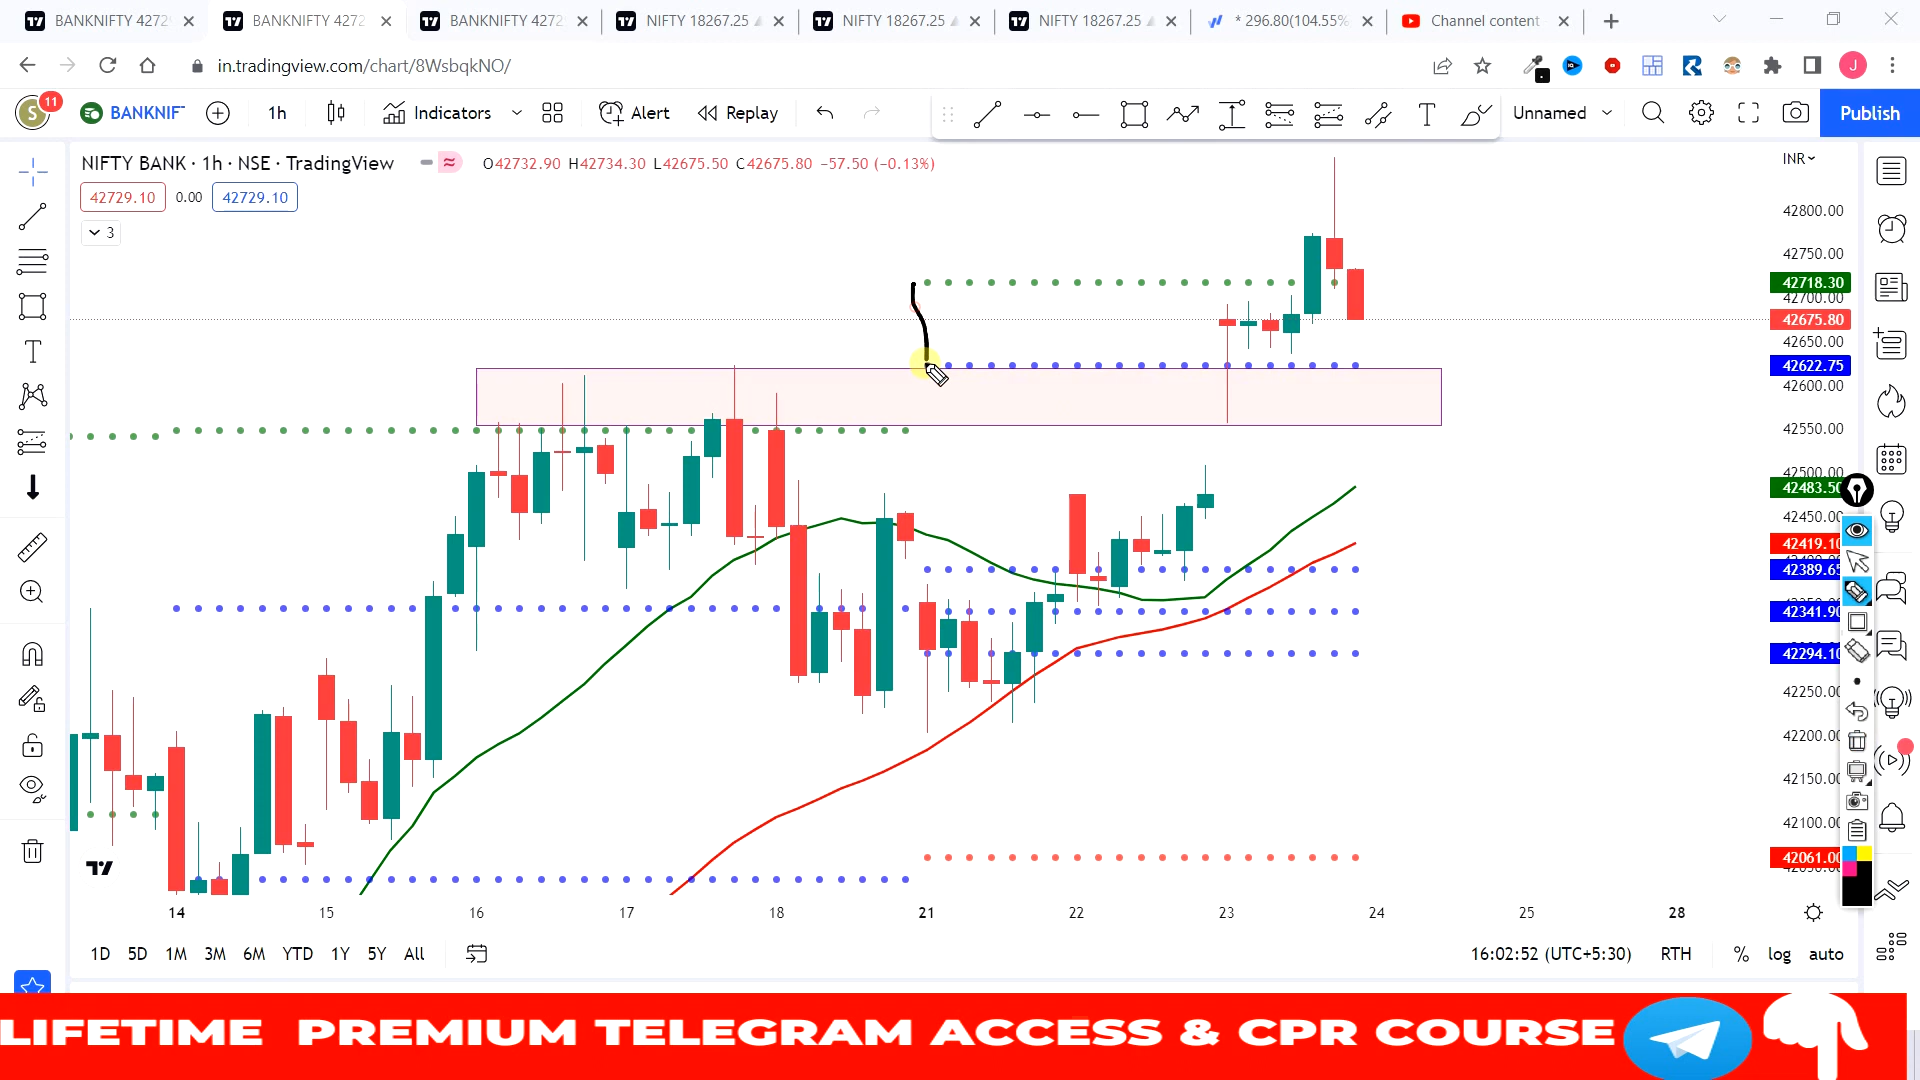 BANKNIFTY 4272 BANKNIFTY 4272 BANKNIFTY 4272 NIFTY 18267.25 NIFTY 18267.25 NIFTY 18267.25 * 296.80(104.55% Channel content
in.tradingview.com/chart/8WsbqkNO/ J
S 11 BANKNIF 1h Indicators Alert Replay T Unnamed Publish
NIFTY BANK · 1h · NSE · TradingView O42732.90 H42734.30 L42675.50 C42675.80 −57.50 (−0.13%) INR
42729.10 0.00 42729.10
3
42800.00
42750.00
42718.30
42700.00
42675.80
42650.00
42622.75
42600.00
42550.00
42500.00
42483.50
42450.00
42419.10
42389.65
42341.90
42294.10
42250.00
42200.00
42150.00
42100.00
42061.00
14 15 16 17 18 21 22 23 24 25 28
1D 5D 1M 3M 6M YTD 1Y 5Y All 16:02:52 (UTC+5:30) RTH % log auto
LIFETIME PREMIUM TELEGRAM ACCESS & CPR COURSE